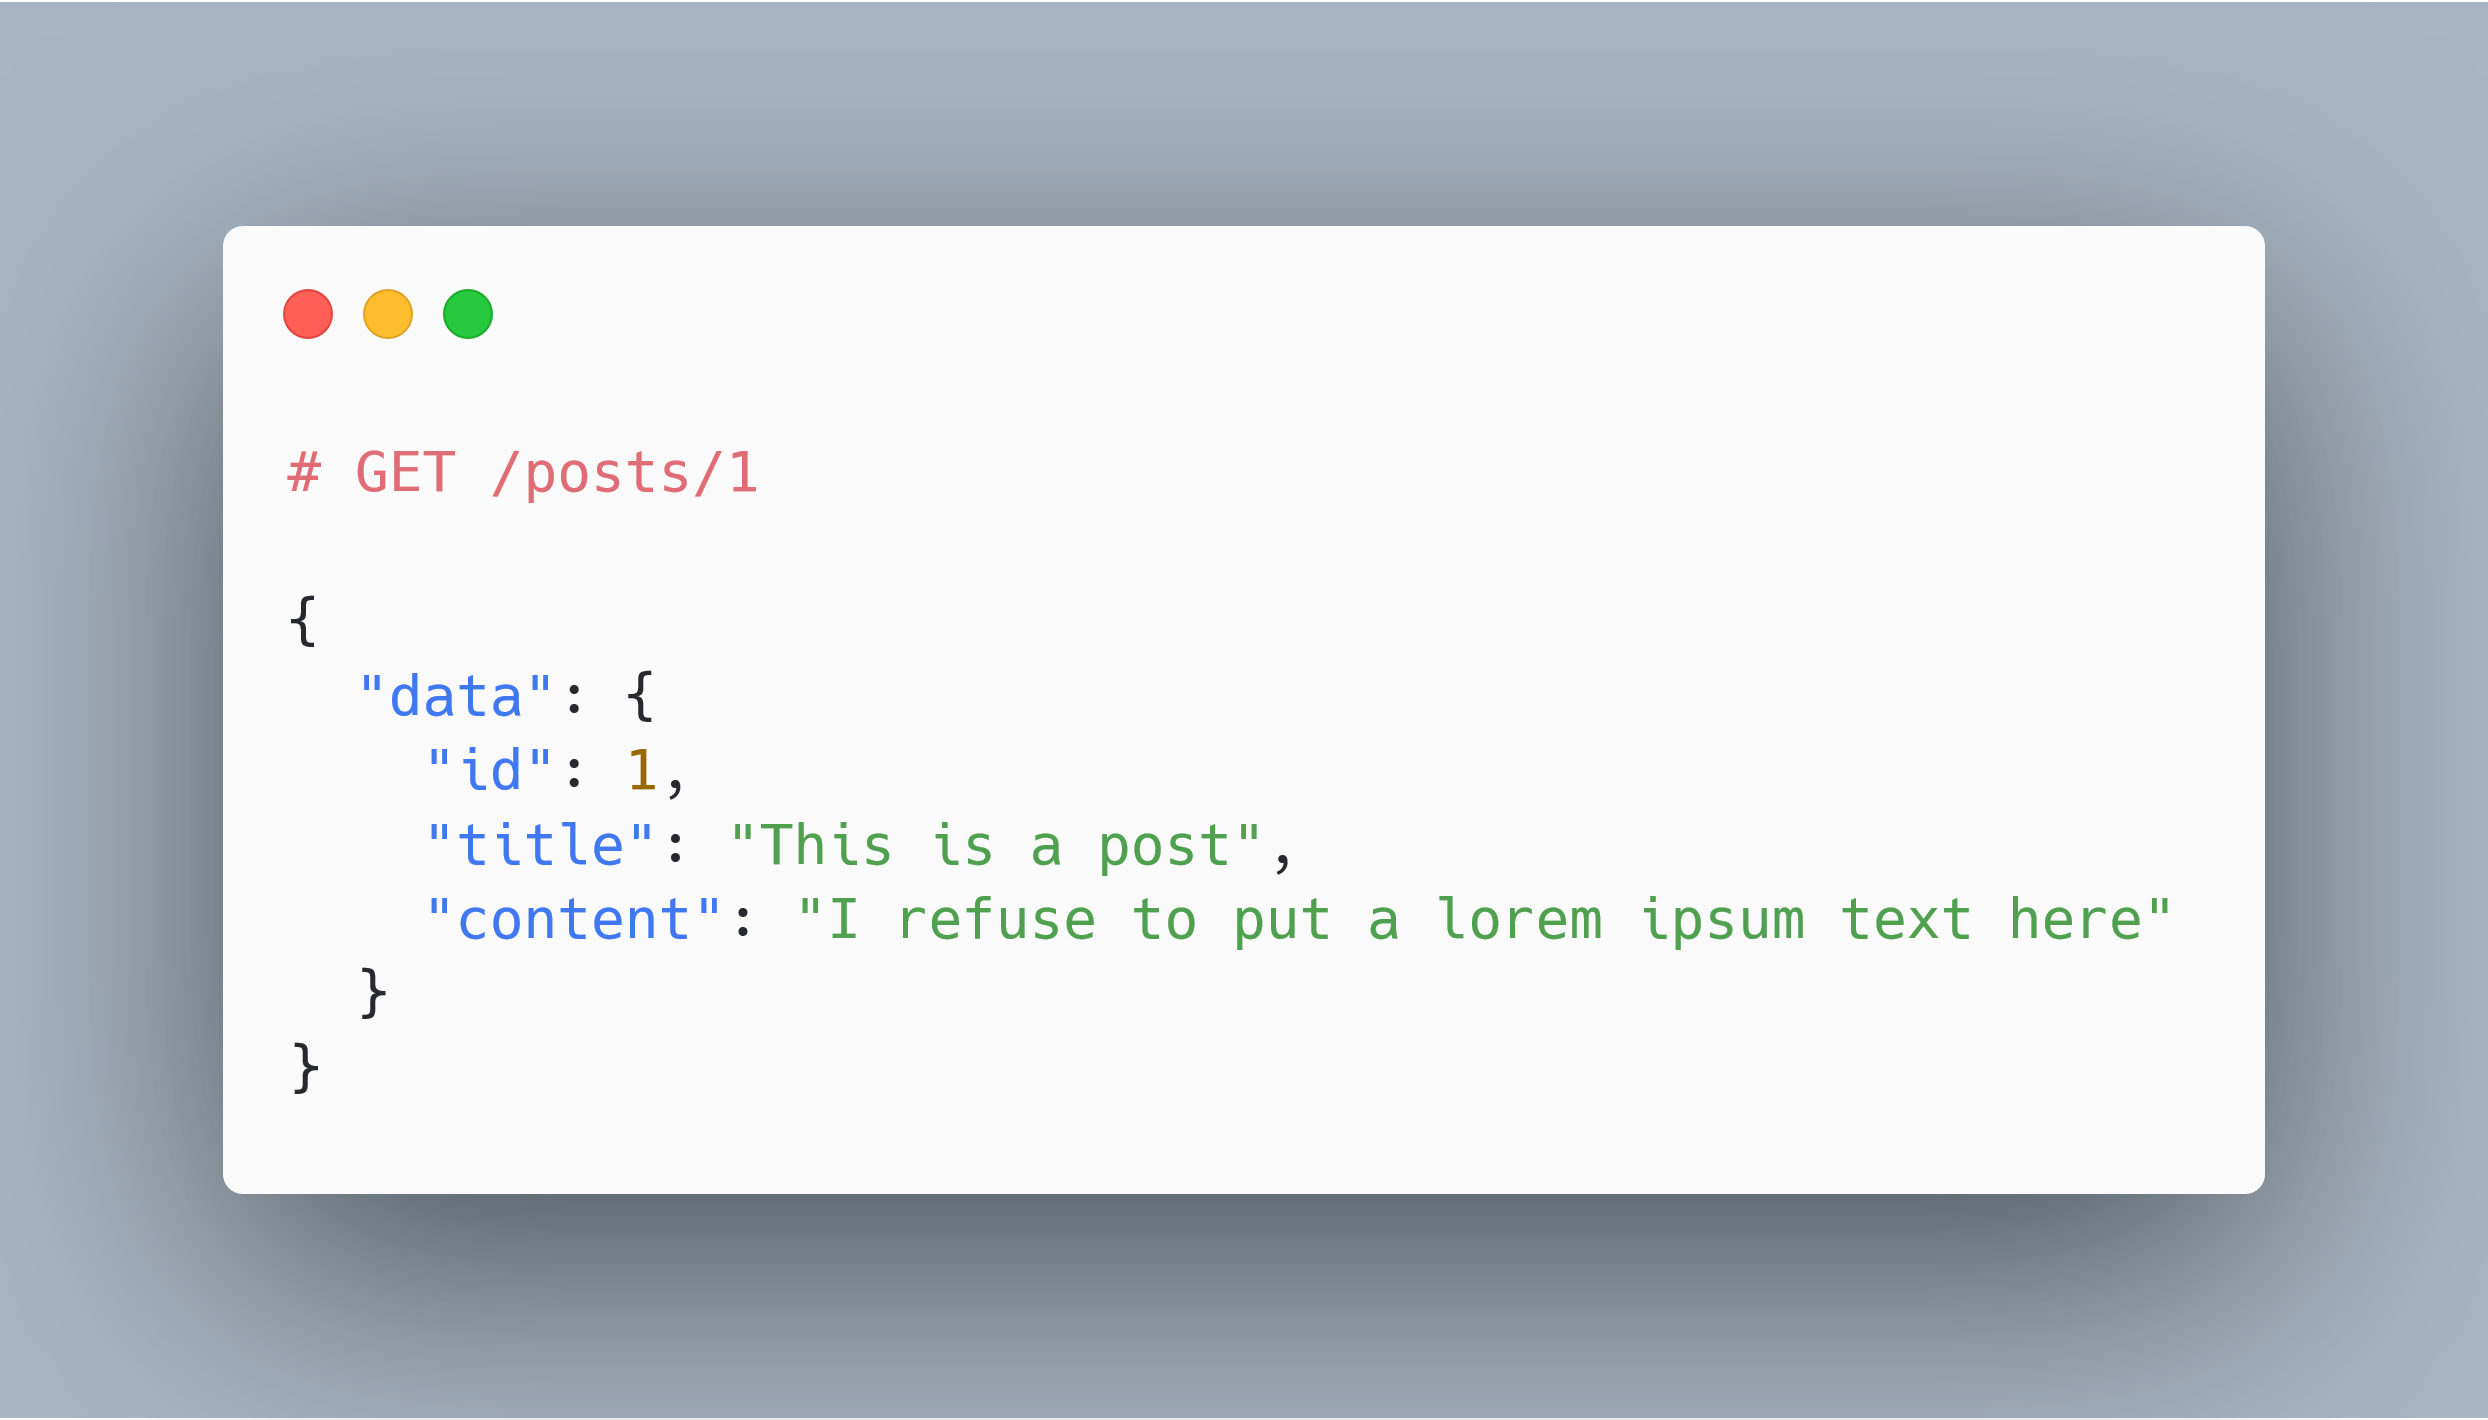 # GET /posts/1
{
  "data": {
    "id": 1,
    "title": "This is a post",
    "content": "I refuse to put a lorem ipsum text here"
  }
}